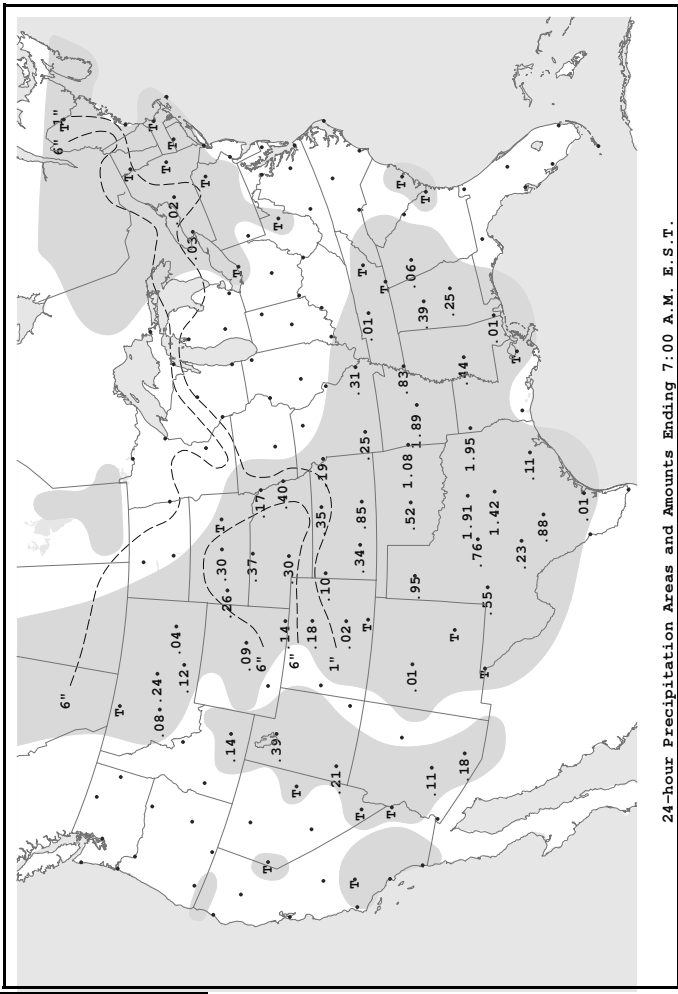 24-hour Precipitation Areas and Amounts Ending 7:00 A.M. E.S.T.
6"
T
.08
.24
.12
.04
.14
.39
.09
6"
.26
.30
T
.37
.17
.40
.30
.14
6"
.18
1"
.02
T
.10
.35
.19
.34
.85
.25
.31
.21
T
T
T
T
T
.11
.18
.01
T
T
.55
.95
.52
1.08
1.89
.83
.76
1.91
1.42
1.95
.44
.23
.88
.11
.01
T
.01
.25
.39
.06
.01
T
T
T
T
T
T
.03
.02
T
T
T
T
T
T
6"
1"